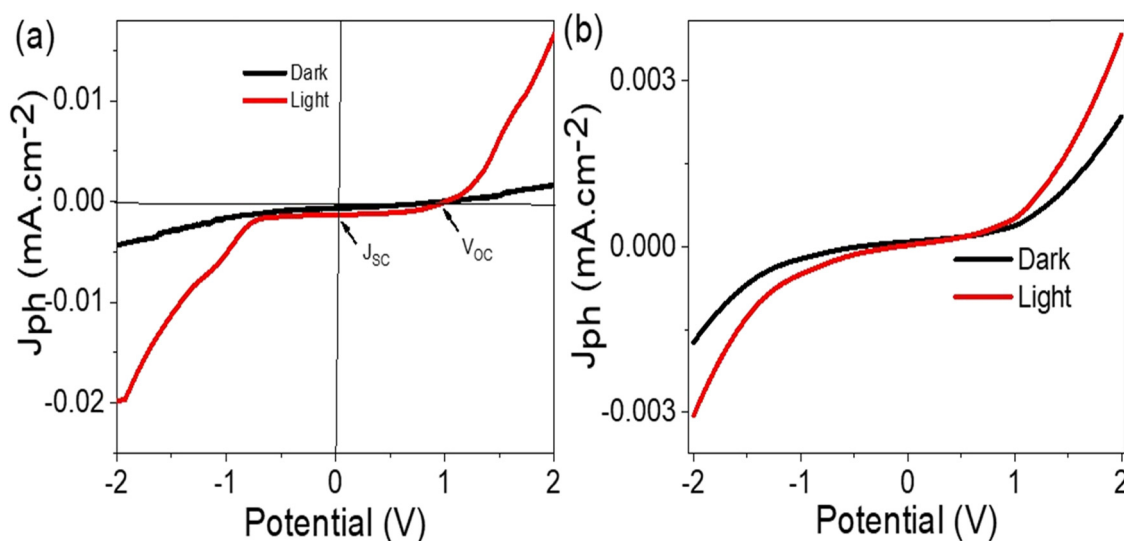 (a)
Dark
Light
0.01
0.00
-0.01
-0.02
Jph (mA.cm-2)
JSC
VOC
-2 -1 0 1 2
Potential (V)
(b)
0.003
0.000
-0.003
Jph (mA.cm-2)
Dark
Light
-2 -1 0 1 2
Potential (V)